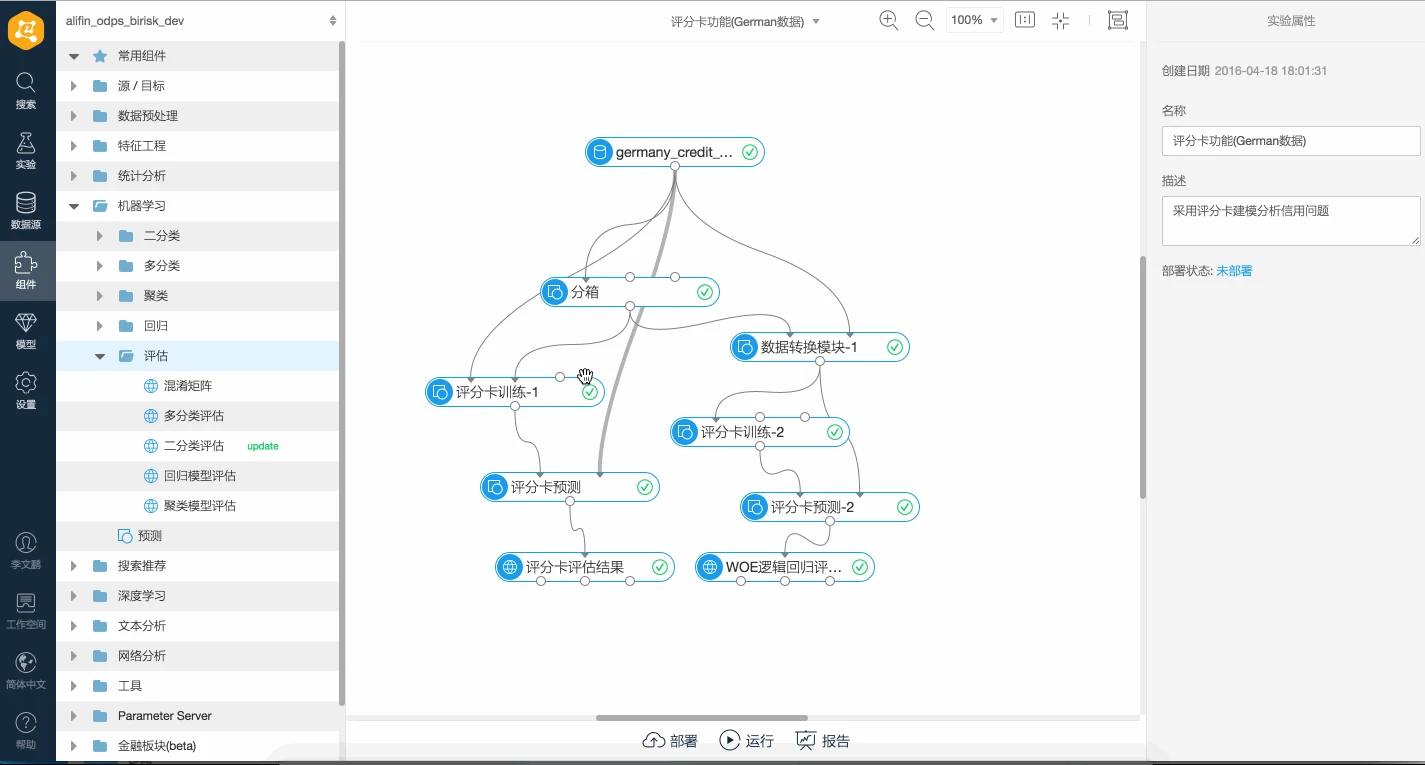 alifin_odps_birisk_dev
搜索
实验
数据源
组件
模型
设置
李文鹏
工作空间
简体中文
帮助
常用组件
源 / 目标
数据预处理
特征工程
统计分析
机器学习
二分类
多分类
聚类
回归
评估
混淆矩阵
多分类评估
二分类评估 update
回归模型评估
聚类模型评估
预测
搜索推荐
深度学习
文本分析
网络分析
工具
Parameter Server
金融板块(beta)
评分卡功能(German数据)
100%
germany_credit_...
分箱
数据转换模块-1
评分卡训练-1
评分卡训练-2
评分卡预测
评分卡预测-2
评分卡评估结果
WOE逻辑回归评...
部署
运行
报告
实验属性
创建日期 2016-04-18 18:01:31
名称
评分卡功能(German数据)
描述
采用评分卡建模分析信用问题
部署状态: 未部署